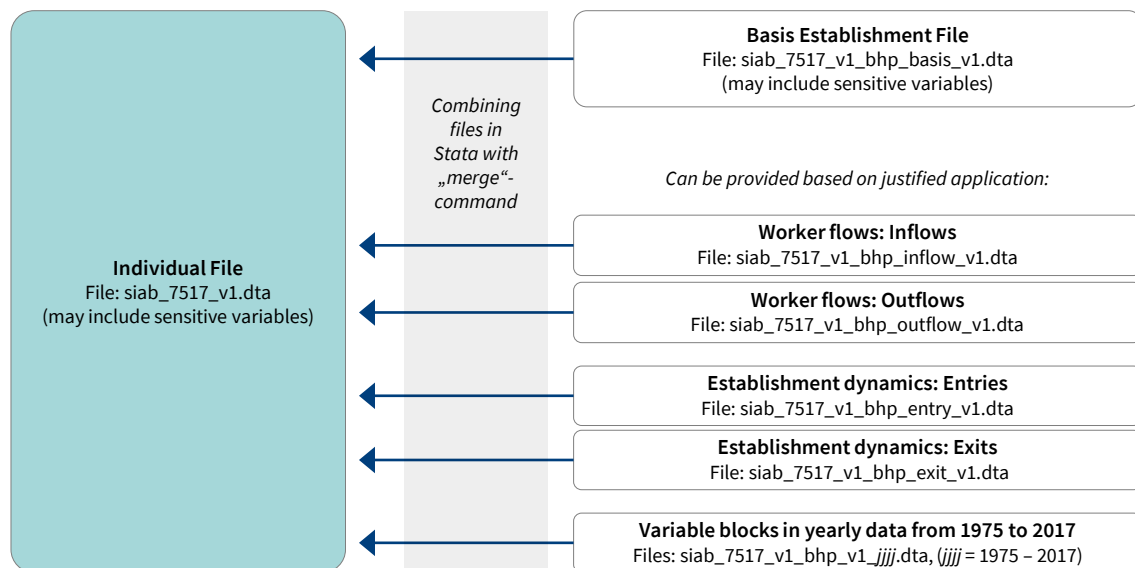 Basis Establishment File
File: siab_7517_v1_bhp_basis_v1.dta
(may include sensitive variables)
Combining
files in
Stata with
„merge“-
command
Can be provided based on justified application:
Individual File
File: siab_7517_v1.dta
(may include sensitive variables)
Worker flows: Inflows
File: siab_7517_v1_bhp_inflow_v1.dta
Worker flows: Outflows
File: siab_7517_v1_bhp_outflow_v1.dta
Establishment dynamics: Entries
File: siab_7517_v1_bhp_entry_v1.dta
Establishment dynamics: Exits
File: siab_7517_v1_bhp_exit_v1.dta
Variable blocks in yearly data from 1975 to 2017
Files: siab_7517_v1_bhp_v1_jjjj.dta, (jjjj = 1975 – 2017)